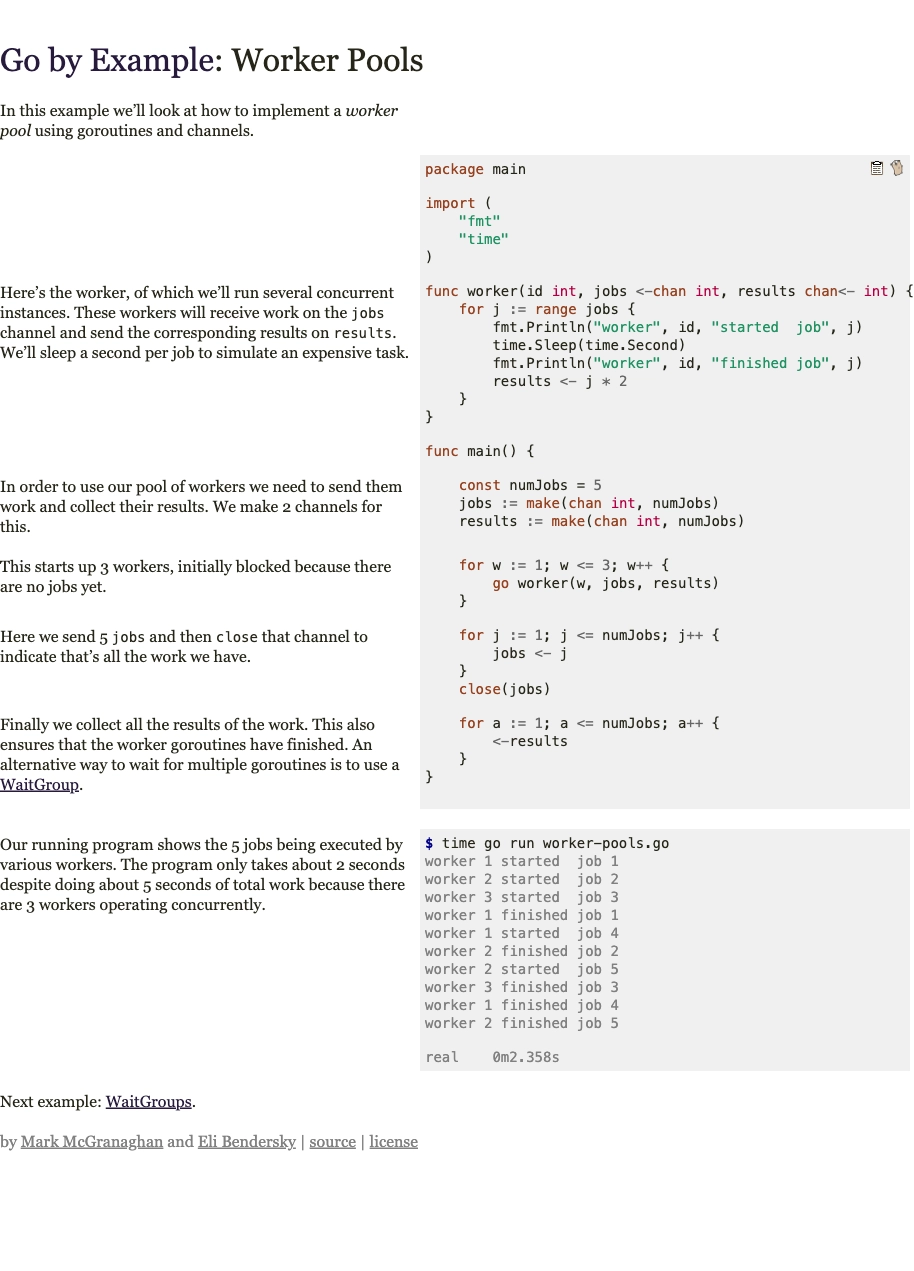 Go by Example: Worker Pools
In this example we’ll look at how to implement a worker
pool using goroutines and channels.
package main
import (
    "fmt"
    "time"
)
Here’s the worker, of which we’ll run several concurrent
instances. These workers will receive work on the jobs
channel and send the corresponding results on results.
We’ll sleep a second per job to simulate an expensive task.
func worker(id int, jobs <-chan int, results chan<- int) {
    for j := range jobs {
        fmt.Println("worker", id, "started  job", j)
        time.Sleep(time.Second)
        fmt.Println("worker", id, "finished job", j)
        results <- j * 2
    }
}
func main() {
In order to use our pool of workers we need to send them
work and collect their results. We make 2 channels for
this.
    const numJobs = 5
    jobs := make(chan int, numJobs)
    results := make(chan int, numJobs)
This starts up 3 workers, initially blocked because there
are no jobs yet.
    for w := 1; w <= 3; w++ {
        go worker(w, jobs, results)
    }
Here we send 5 jobs and then close that channel to
indicate that’s all the work we have.
    for j := 1; j <= numJobs; j++ {
        jobs <- j
    }
    close(jobs)
Finally we collect all the results of the work. This also
ensures that the worker goroutines have finished. An
alternative way to wait for multiple goroutines is to use a
WaitGroup.
    for a := 1; a <= numJobs; a++ {
        <-results
    }
}
Our running program shows the 5 jobs being executed by
various workers. The program only takes about 2 seconds
despite doing about 5 seconds of total work because there
are 3 workers operating concurrently.
$ time go run worker-pools.go
worker 1 started  job 1
worker 2 started  job 2
worker 3 started  job 3
worker 1 finished job 1
worker 1 started  job 4
worker 2 finished job 2
worker 2 started  job 5
worker 3 finished job 3
worker 1 finished job 4
worker 2 finished job 5
real    0m2.358s
Next example: WaitGroups.
by Mark McGranaghan and Eli Bendersky | source | license